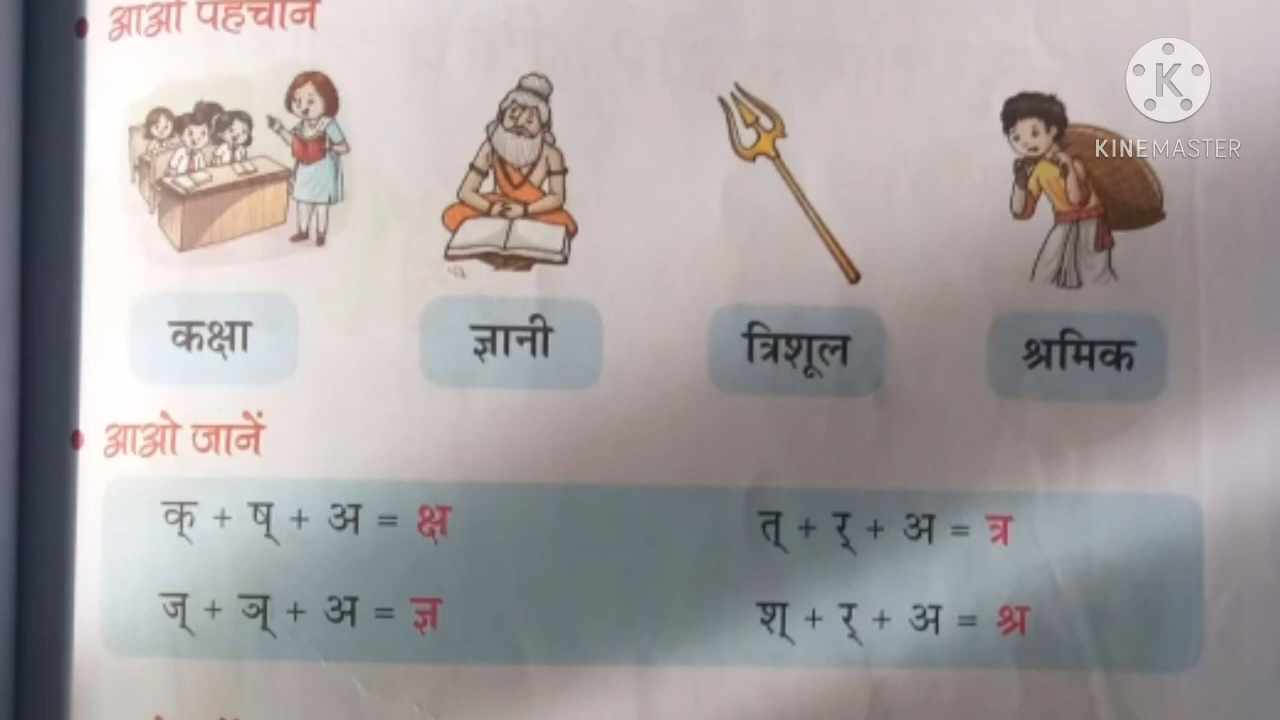 आओ पहचानें
K
KINEMASTER
कक्षा ज्ञानी त्रिशूल श्रमिक
आओ जानें
क् + ष् + अ = क्ष त् + र् + अ = त्र
ज् + ञ् + अ = ज्ञ श् + र् + अ = श्र